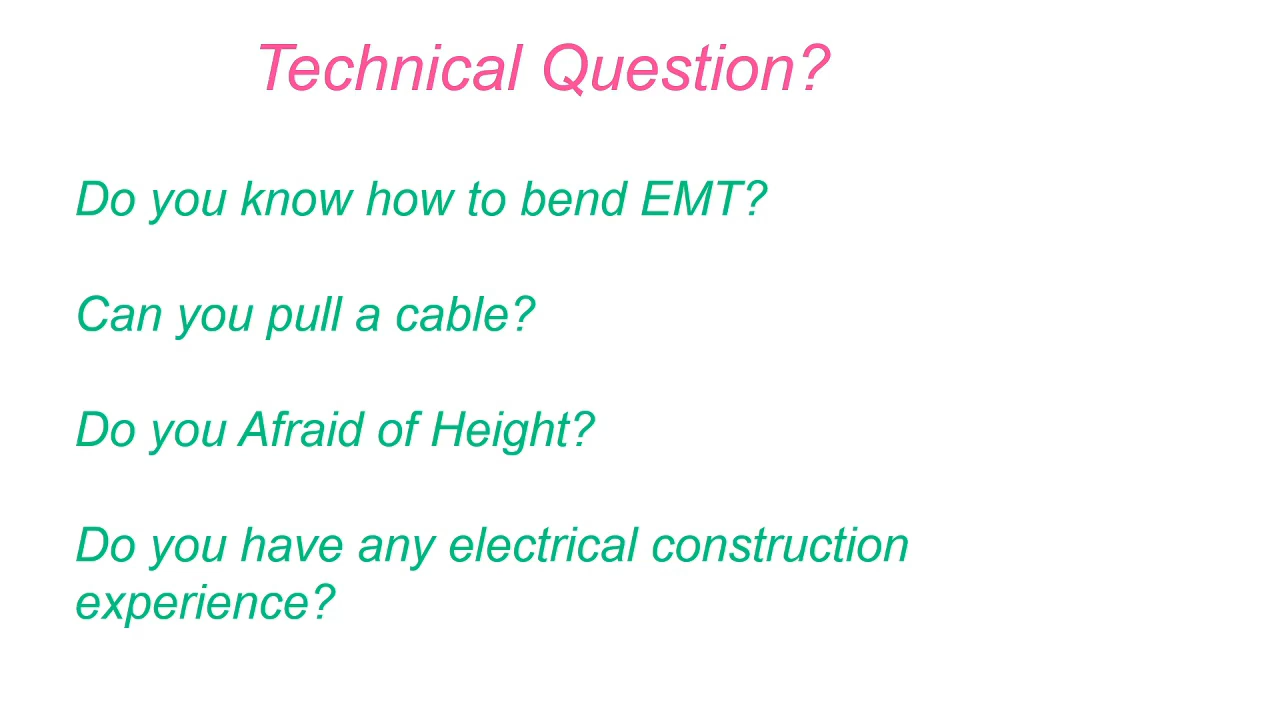 Technical Question?
Do you know how to bend EMT?
Can you pull a cable?
Do you Afraid of Height?
Do you have any electrical construction
experience?